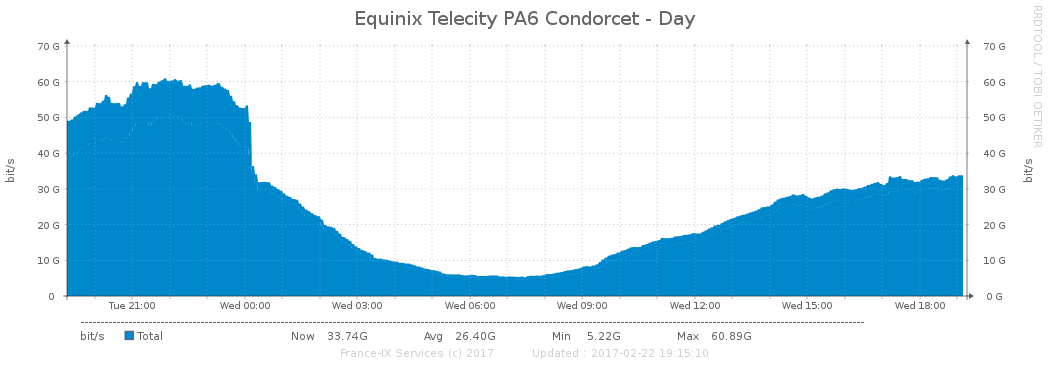 Equinix Telecity PA6 Condorcet - Day
RRDTOOL / TOBI OETIKER
70 G 70 G
60 G 60 G
50 G 50 G
40 G 40 G
30 G 30 G
20 G 20 G
10 G 10 G
0 0 G
bit/s
bit/s
Tue 21:00 Wed 00:00 Wed 03:00 Wed 06:00 Wed 09:00 Wed 12:00 Wed 15:00 Wed 18:00
bit/s Total Now 33.74G Avg 26.40G Min 5.22G Max 60.89G
France-IX Services (c) 2017 Updated : 2017-02-22 19:15:10